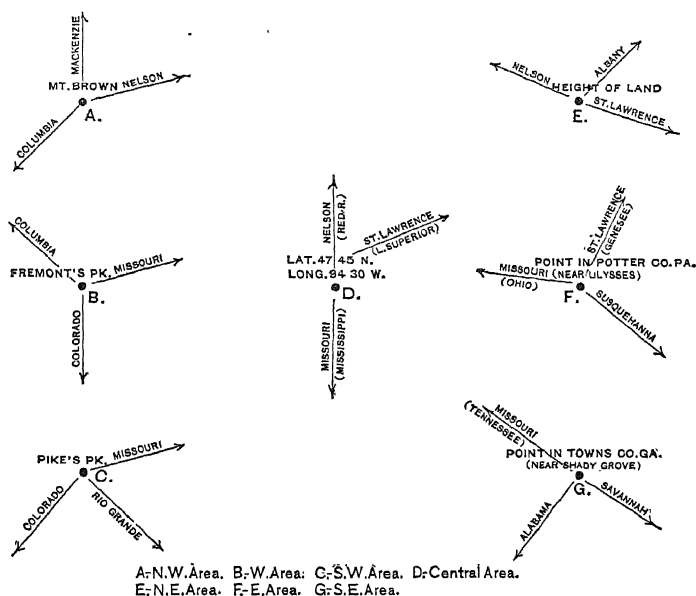 MACKENZIE
MT. BROWN NELSON
A.
COLUMBIA
NELSON
ALBANY
HEIGHT OF LAND
ST. LAWRENCE
E.
COLUMBIA
FREMONT'S PK. MISSOURI
B.
COLORADO
NELSON
(RED.R.)
ST. LAWRENCE
(L. SUPERIOR)
LAT. 47 45 N.
LONG. 94 30 W.
D.
MISSOURI
(MISSISSIPPI)
ST. LAWRENCE
(GENESEE)
POINT IN POTTER CO. PA.
MISSOURI (NEAR ULYSSES)
(OHIO)
F.
SUSQUEHANNA
PIKE'S PK. MISSOURI
C.
COLORADO
RIO GRANDE
MISSOURI
(TENNESSEE)
POINT IN TOWNS CO. GA.
(NEAR SHADY GROVE)
G.
ALABAMA
SAVANNAH
A.-N.W. Area. B.-W. Area. C.-S.W. Area. D.-Central Area.
E.-N.E. Area. F.-E. Area. G.-S.E. Area.